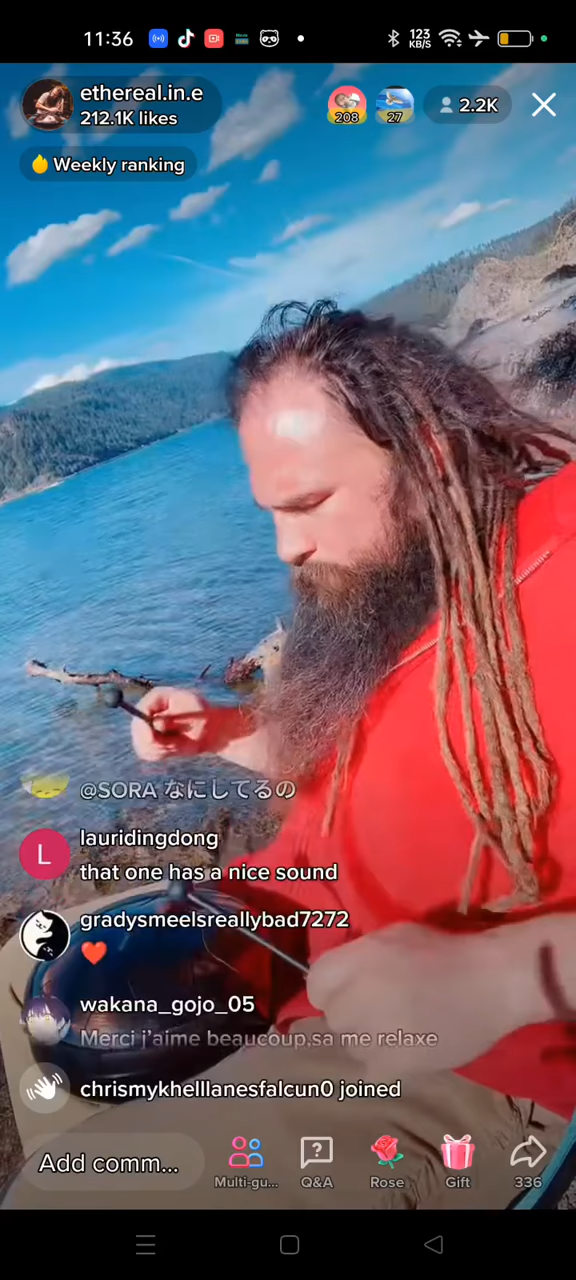 11:36
123
KB/S
ethereal.in.e
212.1K likes
208
27
2.2K
Weekly ranking
@SORA なにしてるの
L
lauridingdong
that one has a nice sound
gradysmeelsreallybad7272
wakana_gojo_05
Merci j'aime beaucoup,sa me relaxe
chrismykhelllanesfalcun0 joined
Add comm...
Multi-gu...
Q&A
Rose
Gift
336